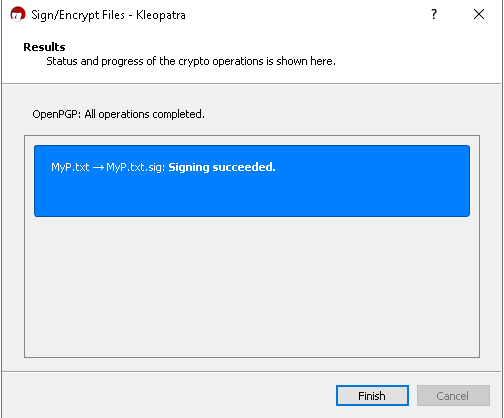 Sign/Encrypt Files - Kleopatra
Results
Status and progress of the crypto operations is shown here.
OpenPGP: All operations completed.
MyP.txt → MyP.txt.sig: Signing succeeded.
Finish
Cancel